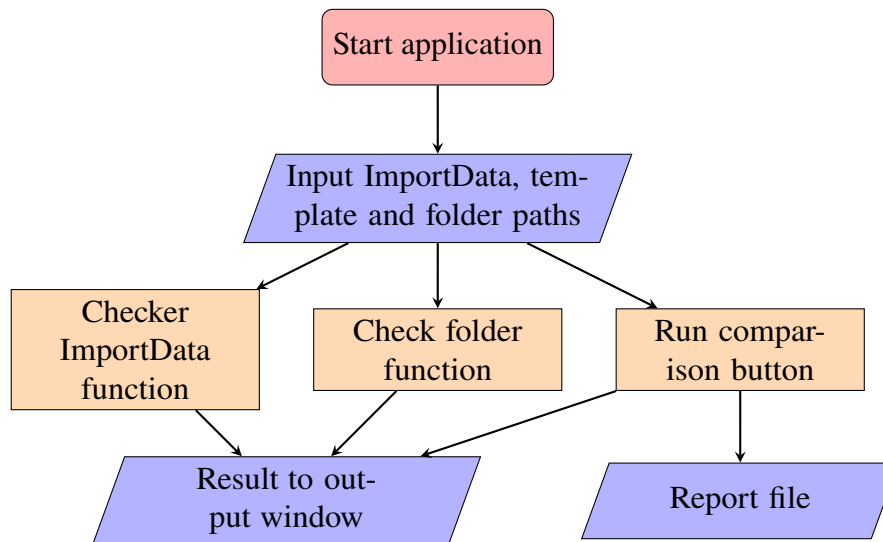 Start application
Input ImportData, tem-
plate and folder paths
Checker
ImportData
function
Check folder
function
Run compar-
ison button
Result to out-
put window
Report file